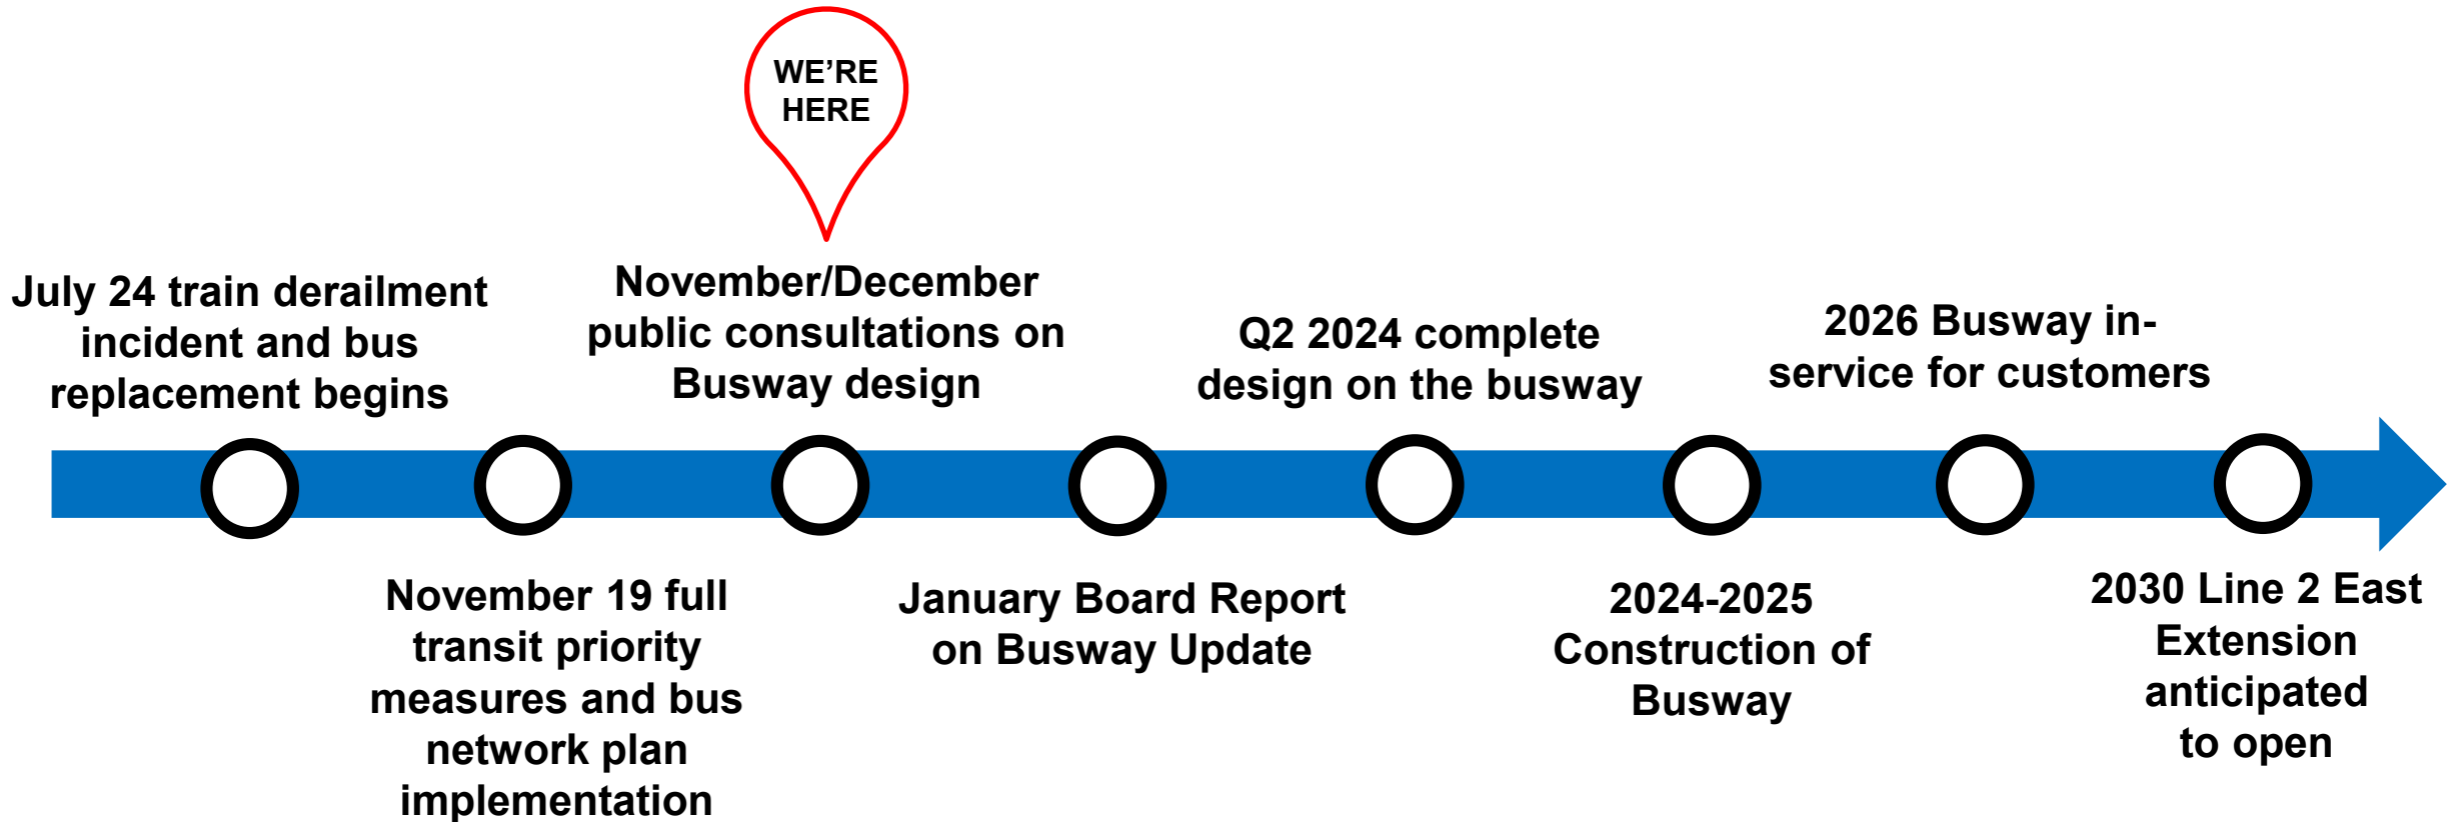 WE’RE
HERE
July 24 train derailment
incident and bus
replacement begins
November/December
public consultations on
Busway design
Q2 2024 complete
design on the busway
2026 Busway in-
service for customers
November 19 full
transit priority
measures and bus
network plan
implementation
January Board Report
on Busway Update
2024-2025
Construction of
Busway
2030 Line 2 East
Extension
anticipated
to open